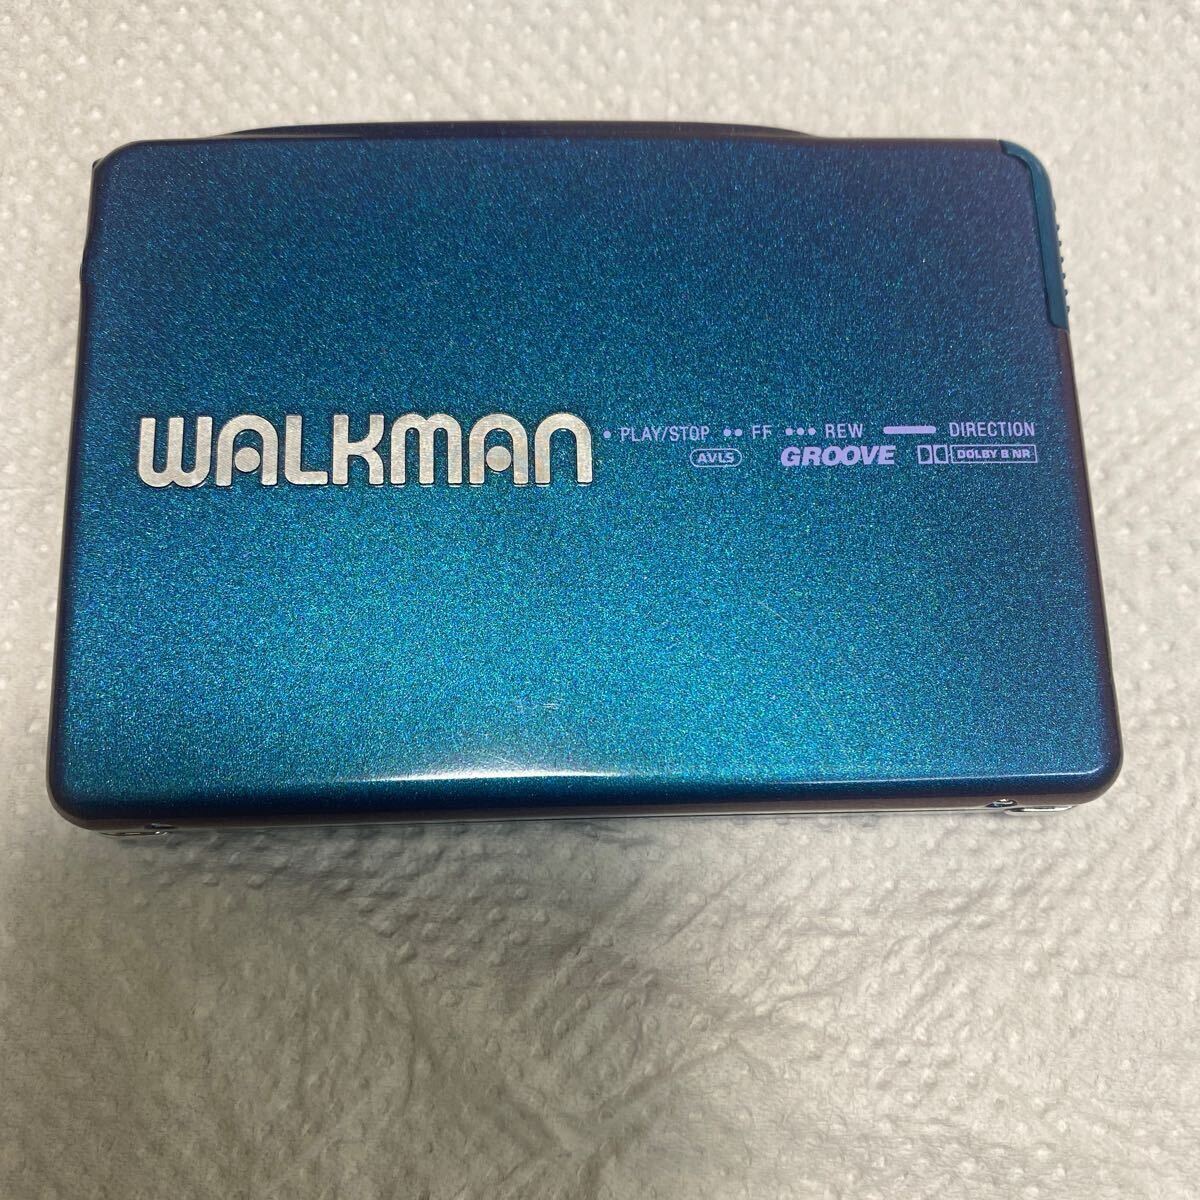 WALKMAN
• PLAY/STOP •• FF ••• REW ▬ DIRECTION
AVLS GROOVE DOLBY B NR